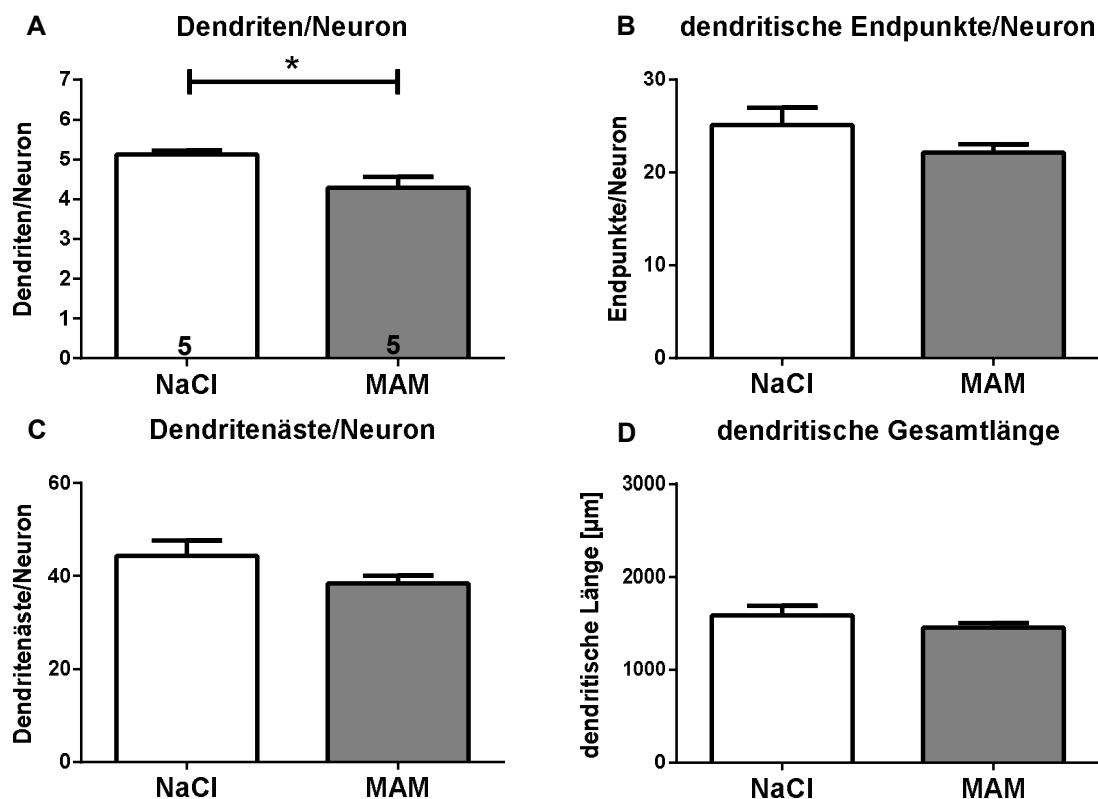 A
Dendriten/Neuron
Dendriten/Neuron
7
6
5
4
3
2
1
0
*
5
5
NaCl
MAM
B
dendritische Endpunkte/Neuron
Endpunkte/Neuron
30
20
10
0
NaCl
MAM
C
Dendritenäste/Neuron
Dendritenäste/Neuron
60
40
20
0
NaCl
MAM
D
dendritische Gesamtlänge
dendritische Länge [µm]
3000
2000
1000
0
NaCl
MAM